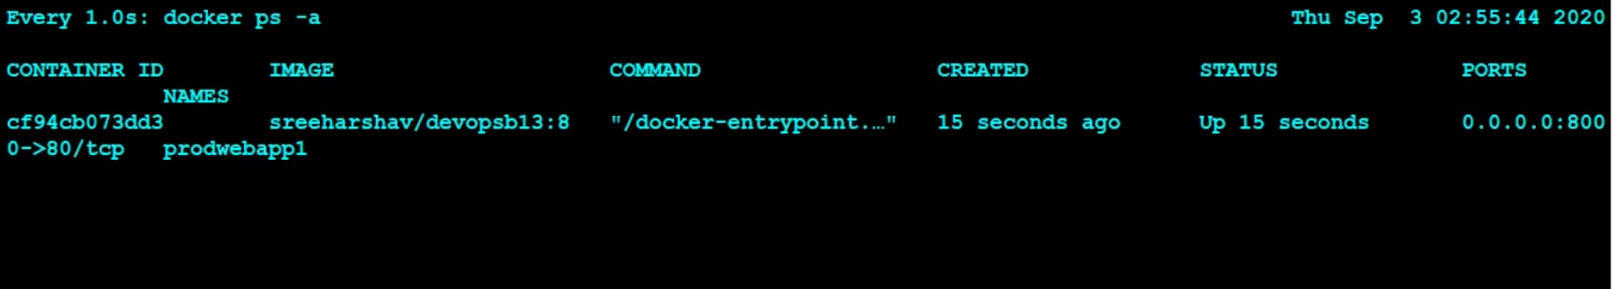 Every 1.0s: docker ps -a Thu Sep 3 02:55:44 2020
CONTAINER ID IMAGE COMMAND CREATED STATUS PORTS
NAMES
cf94cb073dd3 sreeharshav/devopsb13:8 "/docker-entrypoint.…" 15 seconds ago Up 15 seconds 0.0.0.0:800
0->80/tcp prodwebapp1